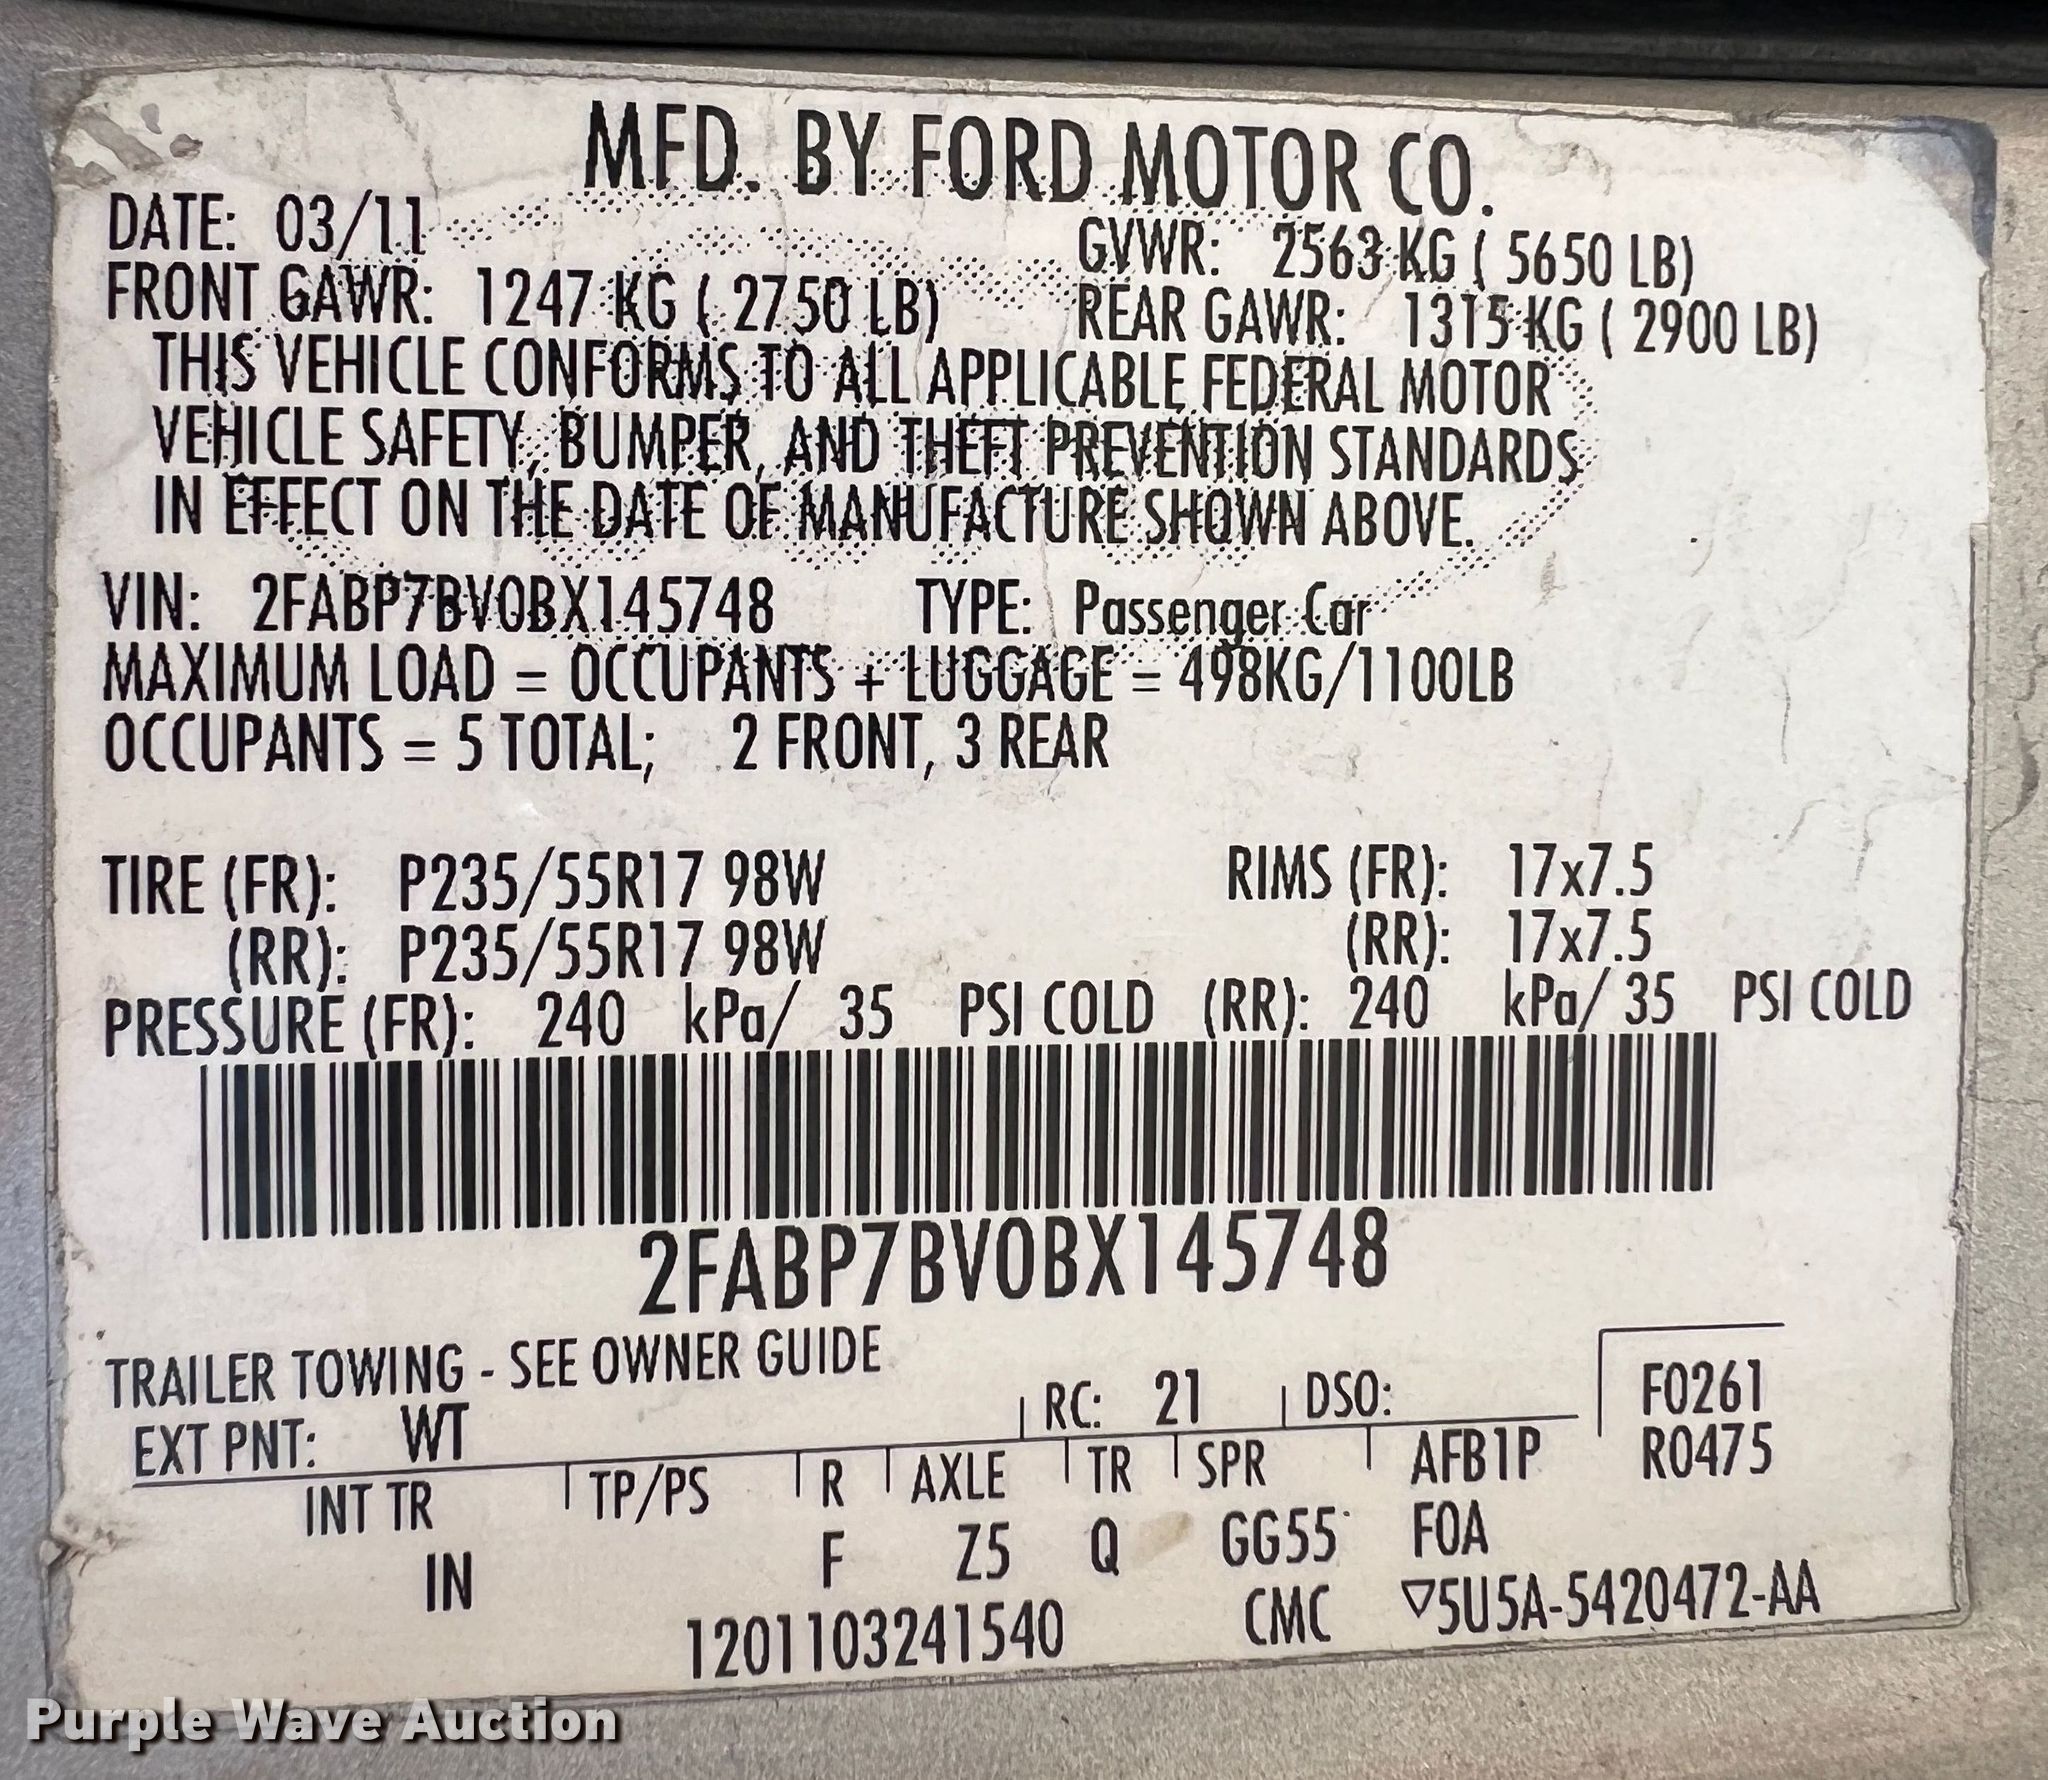 MFD. BY FORD MOTOR CO.
DATE: 03/11 GVWR: 2563 KG ( 5650 LB)
FRONT GAWR: 1247 KG ( 2750 LB) REAR GAWR: 1315 KG ( 2900 LB)
THIS VEHICLE CONFORMS TO ALL APPLICABLE FEDERAL MOTOR
VEHICLE SAFETY, BUMPER, AND THEFT PREVENTION STANDARDS
IN EFFECT ON THE DATE OF MANUFACTURE SHOWN ABOVE.
VIN: 2FABP7BV0BX145748 TYPE: Passenger Car
MAXIMUM LOAD = OCCUPANTS + LUGGAGE = 498KG/1100LB
OCCUPANTS = 5 TOTAL; 2 FRONT, 3 REAR
TIRE (FR): P235/55R17 98W RIMS (FR): 17x7.5
(RR): P235/55R17 98W (RR): 17x7.5
PRESSURE (FR): 240 kPa/ 35 PSI COLD (RR): 240 kPa/ 35 PSI COLD
2FABP7BV0BX145748
TRAILER TOWING - SEE OWNER GUIDE
EXT PNT: WT RC: 21 DSO: F0261
INT TR TP/PS R AXLE TR SPR AFB1P R0475
IN F Z5 Q GG55 FOA
1201103241540 CMC ▽5U5A-5420472-AA
Purple Wave Auction